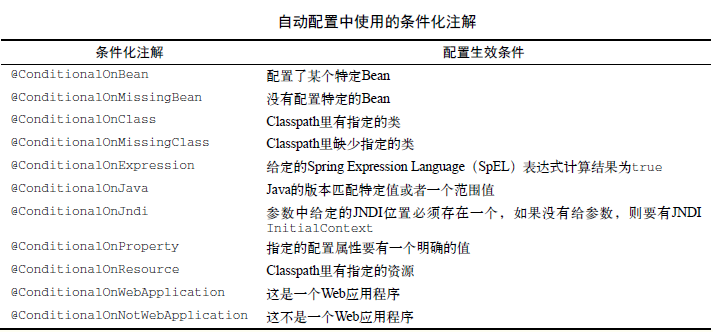 自动配置中使用的条件化注解
条件化注解 配置生效条件
@ConditionalOnBean 配置了某个特定Bean
@ConditionalOnMissingBean 没有配置特定的Bean
@ConditionalOnClass Classpath里有指定的类
@ConditionalOnMissingClass Classpath里缺少指定的类
@ConditionalOnExpression 给定的Spring Expression Language（SpEL）表达式计算结果为true
@ConditionalOnJava Java的版本匹配特定值或者一个范围值
@ConditionalOnJndi 参数中给定的JNDI位置必须存在一个，如果没有给参数，则要有JNDI
InitialContext
@ConditionalOnProperty 指定的配置属性要有一个明确的值
@ConditionalOnResource Classpath里有指定的资源
@ConditionalOnWebApplication 这是一个Web应用程序
@ConditionalOnNotWebApplication 这不是一个Web应用程序